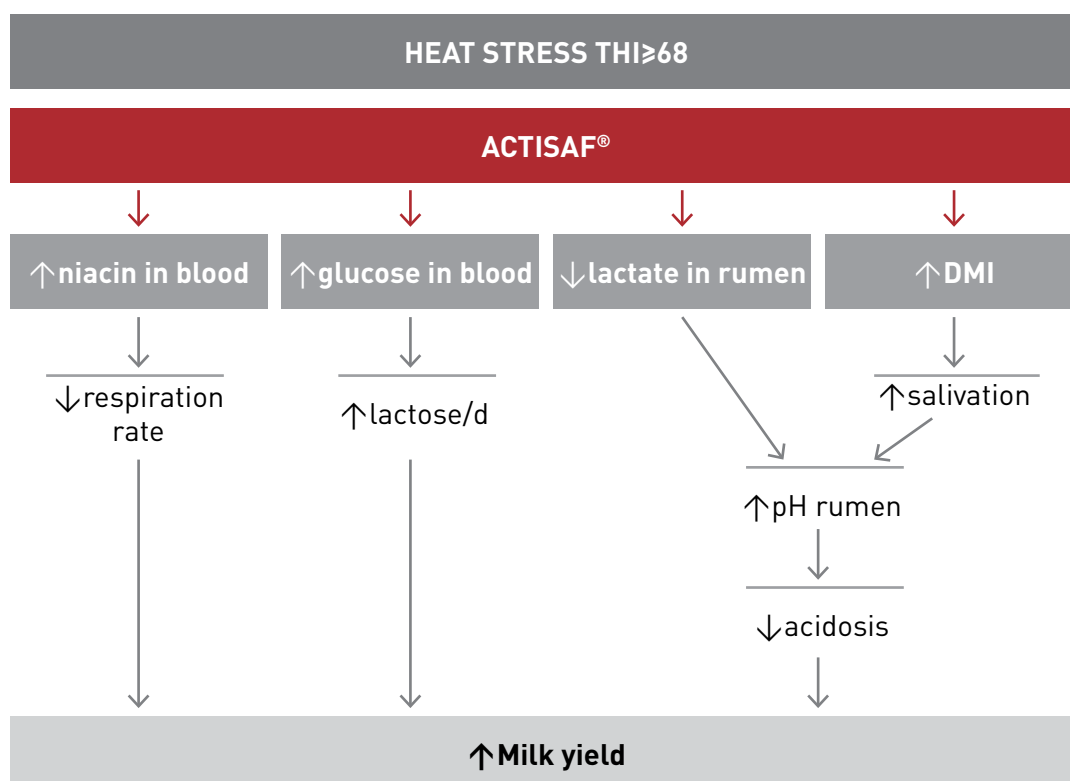 HEAT STRESS THI≥68
ACTISAF®
↑niacin in blood
↑glucose in blood
↓lactate in rumen
↑DMI
↓respiration
rate
↑lactose/d
↑salivation
↑pH rumen
↓acidosis
↑Milk yield